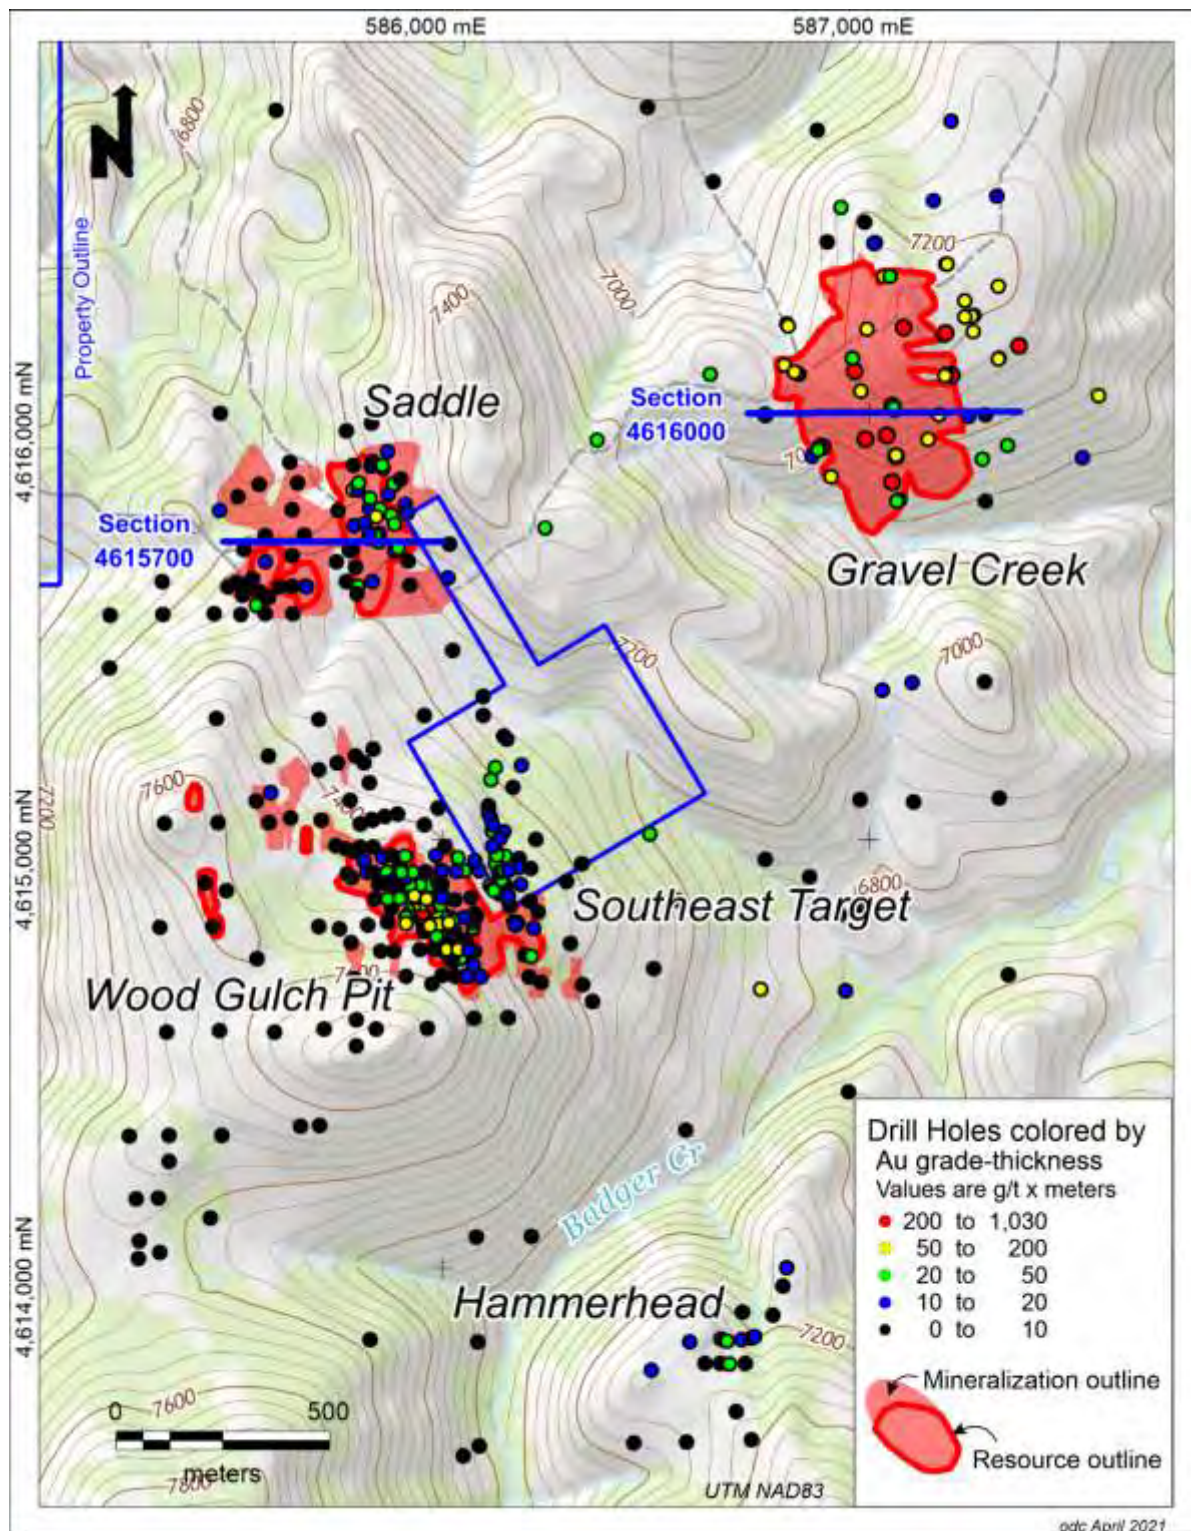 586,000 mE
587,000 mE
6800
N
Property Outline
7200
7400
7000
4,616,000 mN
Saddle
Section
4616000
Section
4615700
Gravel Creek
7200
7000
7600
7200
7400
4,615,000 mN
6800
Southeast Target
Wood Gulch Pit
Badger Cr
4,614,000 mN
Hammerhead
7200
7600
0 500
meters
7800
UTM NAD83
Drill Holes colored by
Au grade-thickness
Values are g/t x meters
200 to 1,030
50 to 200
20 to 50
10 to 20
0 to 10
Mineralization outline
Resource outline
odc April 2021